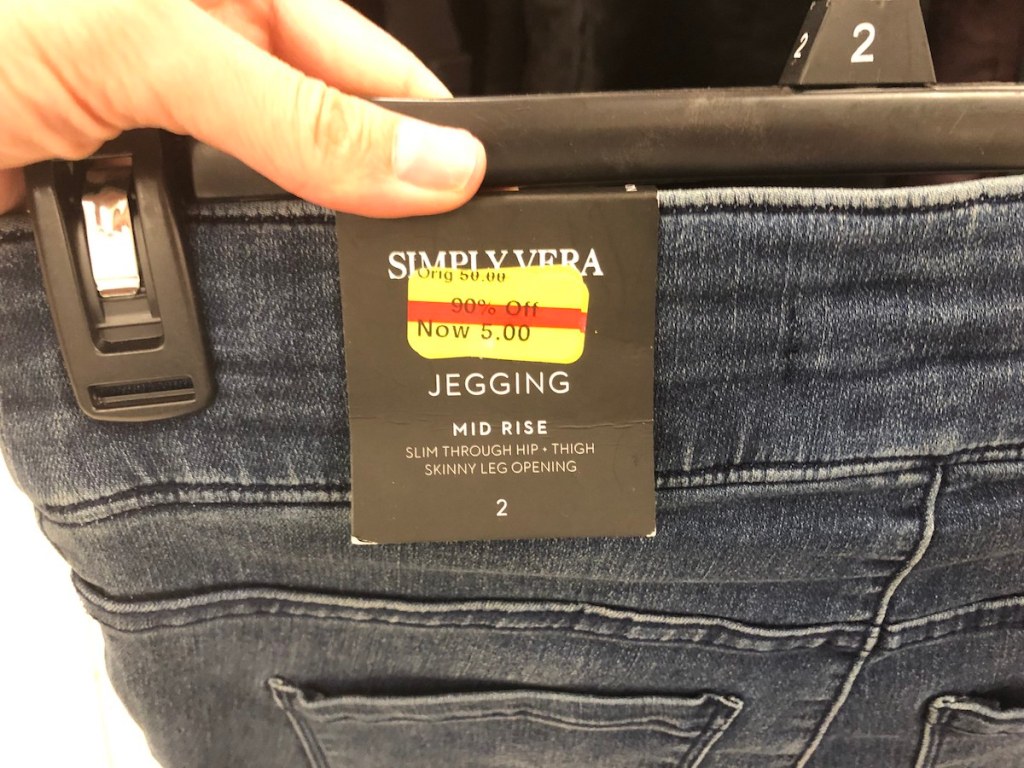 2 2
SIMPLY VERA
Orig 50.00
90% Off
Now 5.00
JEGGING
MID RISE
SLIM THROUGH HIP • THIGH
SKINNY LEG OPENING
2